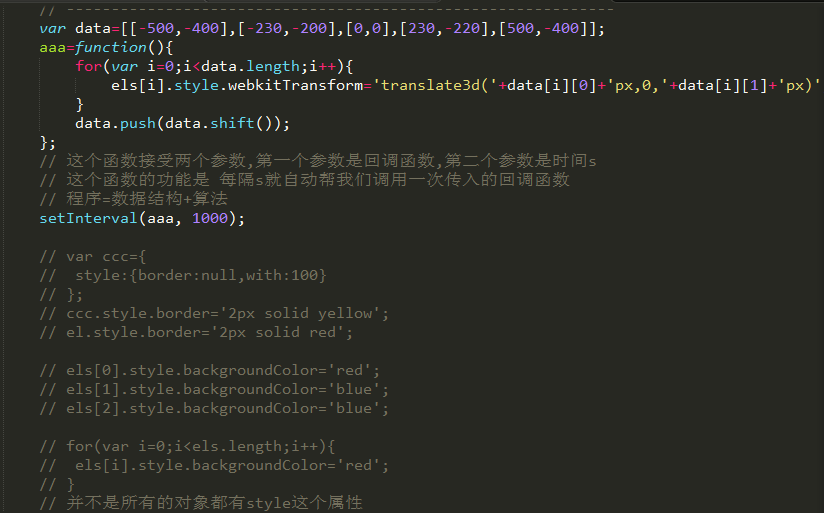 // -------------------------------------------------------------
var data=[[-500,-400],[-230,-200],[0,0],[230,-220],[500,-400]];
aaa=function(){
for(var i=0;i<data.length;i++){
els[i].style.webkitTransform='translate3d('+data[i][0]+'px,0,'+data[i][1]+'px)'
}
data.push(data.shift());
};
// 这个函数接受两个参数,第一个参数是回调函数,第二个参数是时间s
// 这个函数的功能是 每隔s就自动帮我们调用一次传入的回调函数
// 程序=数据结构+算法
setInterval(aaa, 1000);
// var ccc={
//  style:{border:null,with:100}
// };
// ccc.style.border='2px solid yellow';
// el.style.border='2px solid red';
// els[0].style.backgroundColor='red';
// els[1].style.backgroundColor='blue';
// els[2].style.backgroundColor='blue';
// for(var i=0;i<els.length;i++){
//  els[i].style.backgroundColor='red';
// }
// 并不是所有的对象都有style这个属性